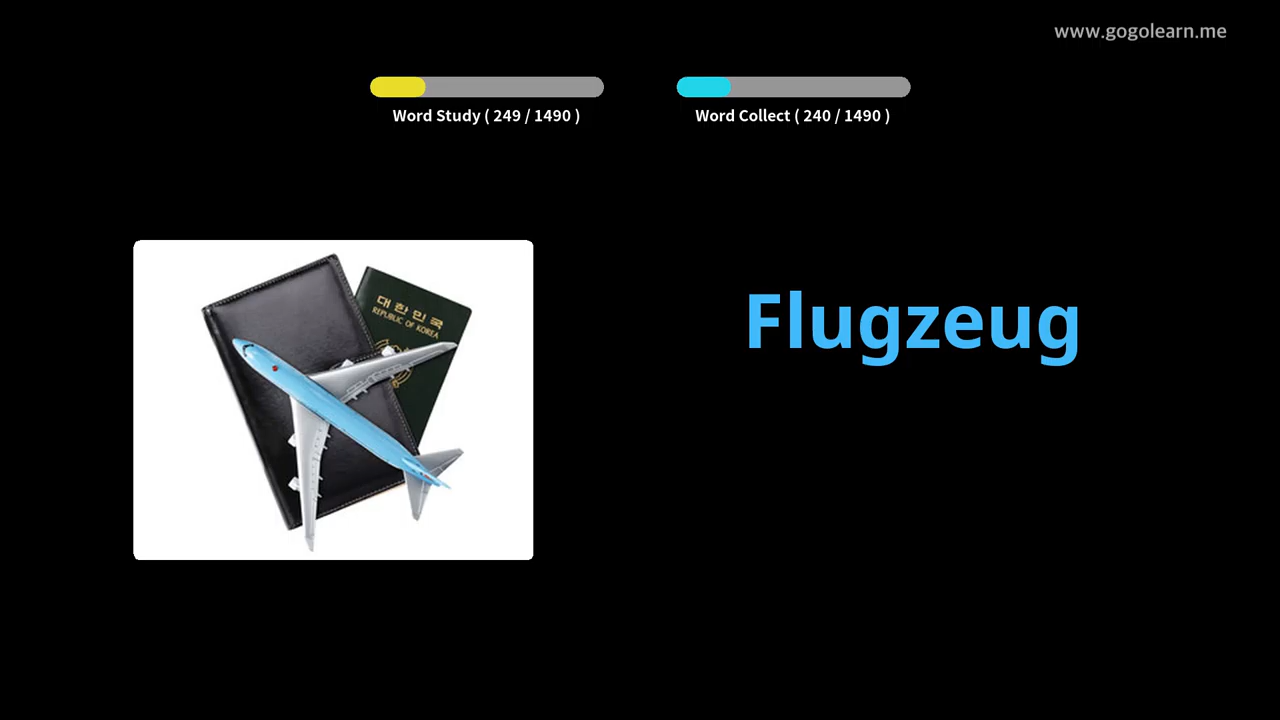 www.gogolearn.me
Word Study ( 249 / 1490 )
Word Collect ( 240 / 1490 )
대한민국
REPUBLIC OF KOREA
Flugzeug